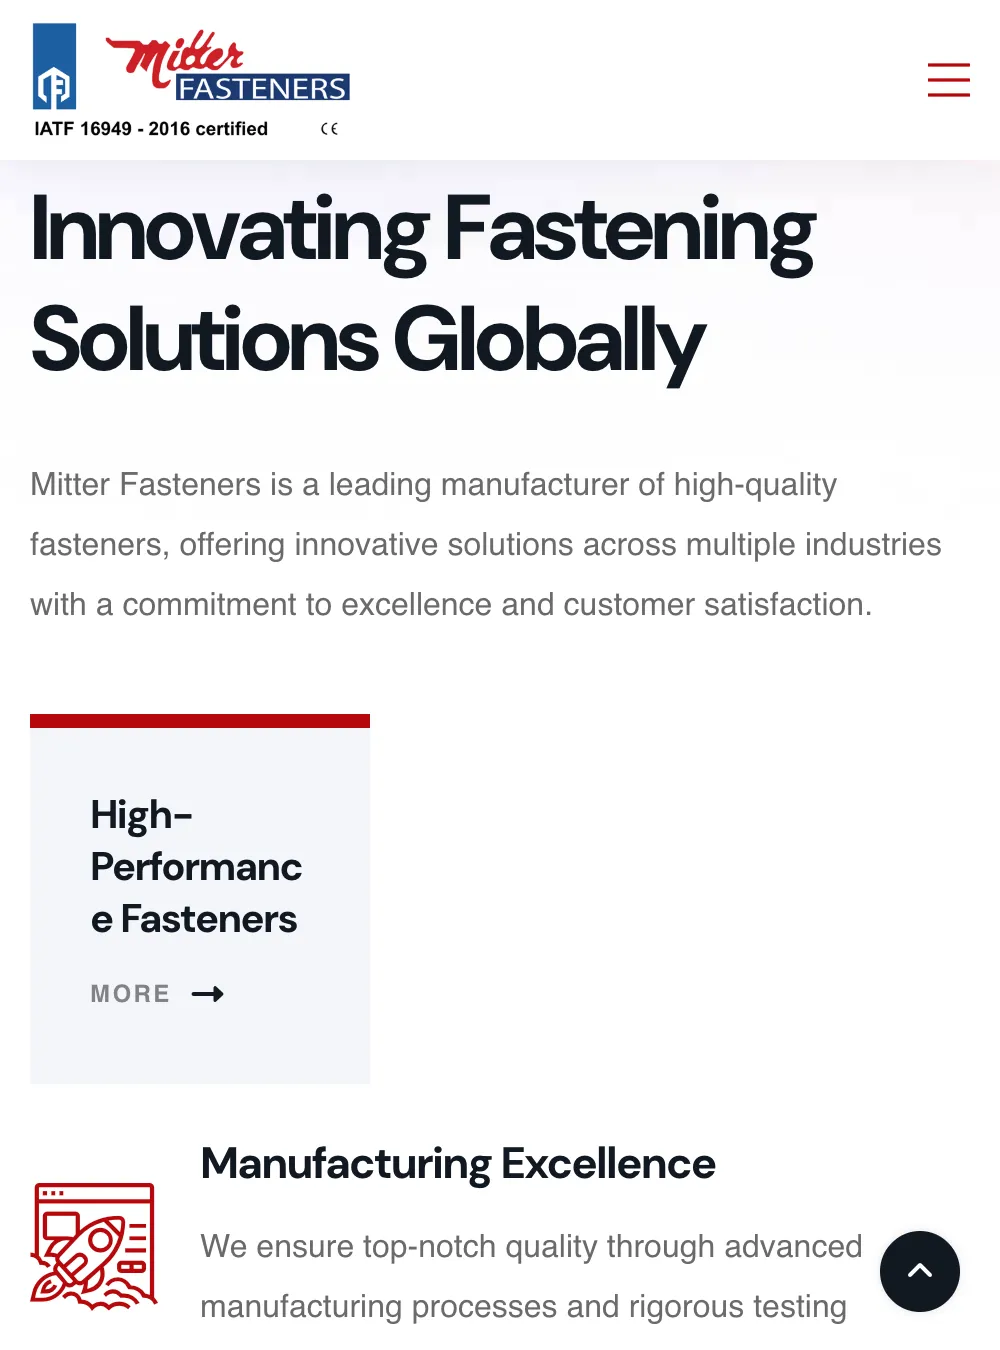 Mitter
FASTENERS
IATF 16949 - 2016 certified CE
Innovating Fastening
Solutions Globally
Mitter Fasteners is a leading manufacturer of high-quality
fasteners, offering innovative solutions across multiple industries
with a commitment to excellence and customer satisfaction.
High-
Performanc
e Fasteners
MORE
Manufacturing Excellence
We ensure top-notch quality through advanced
manufacturing processes and rigorous testing